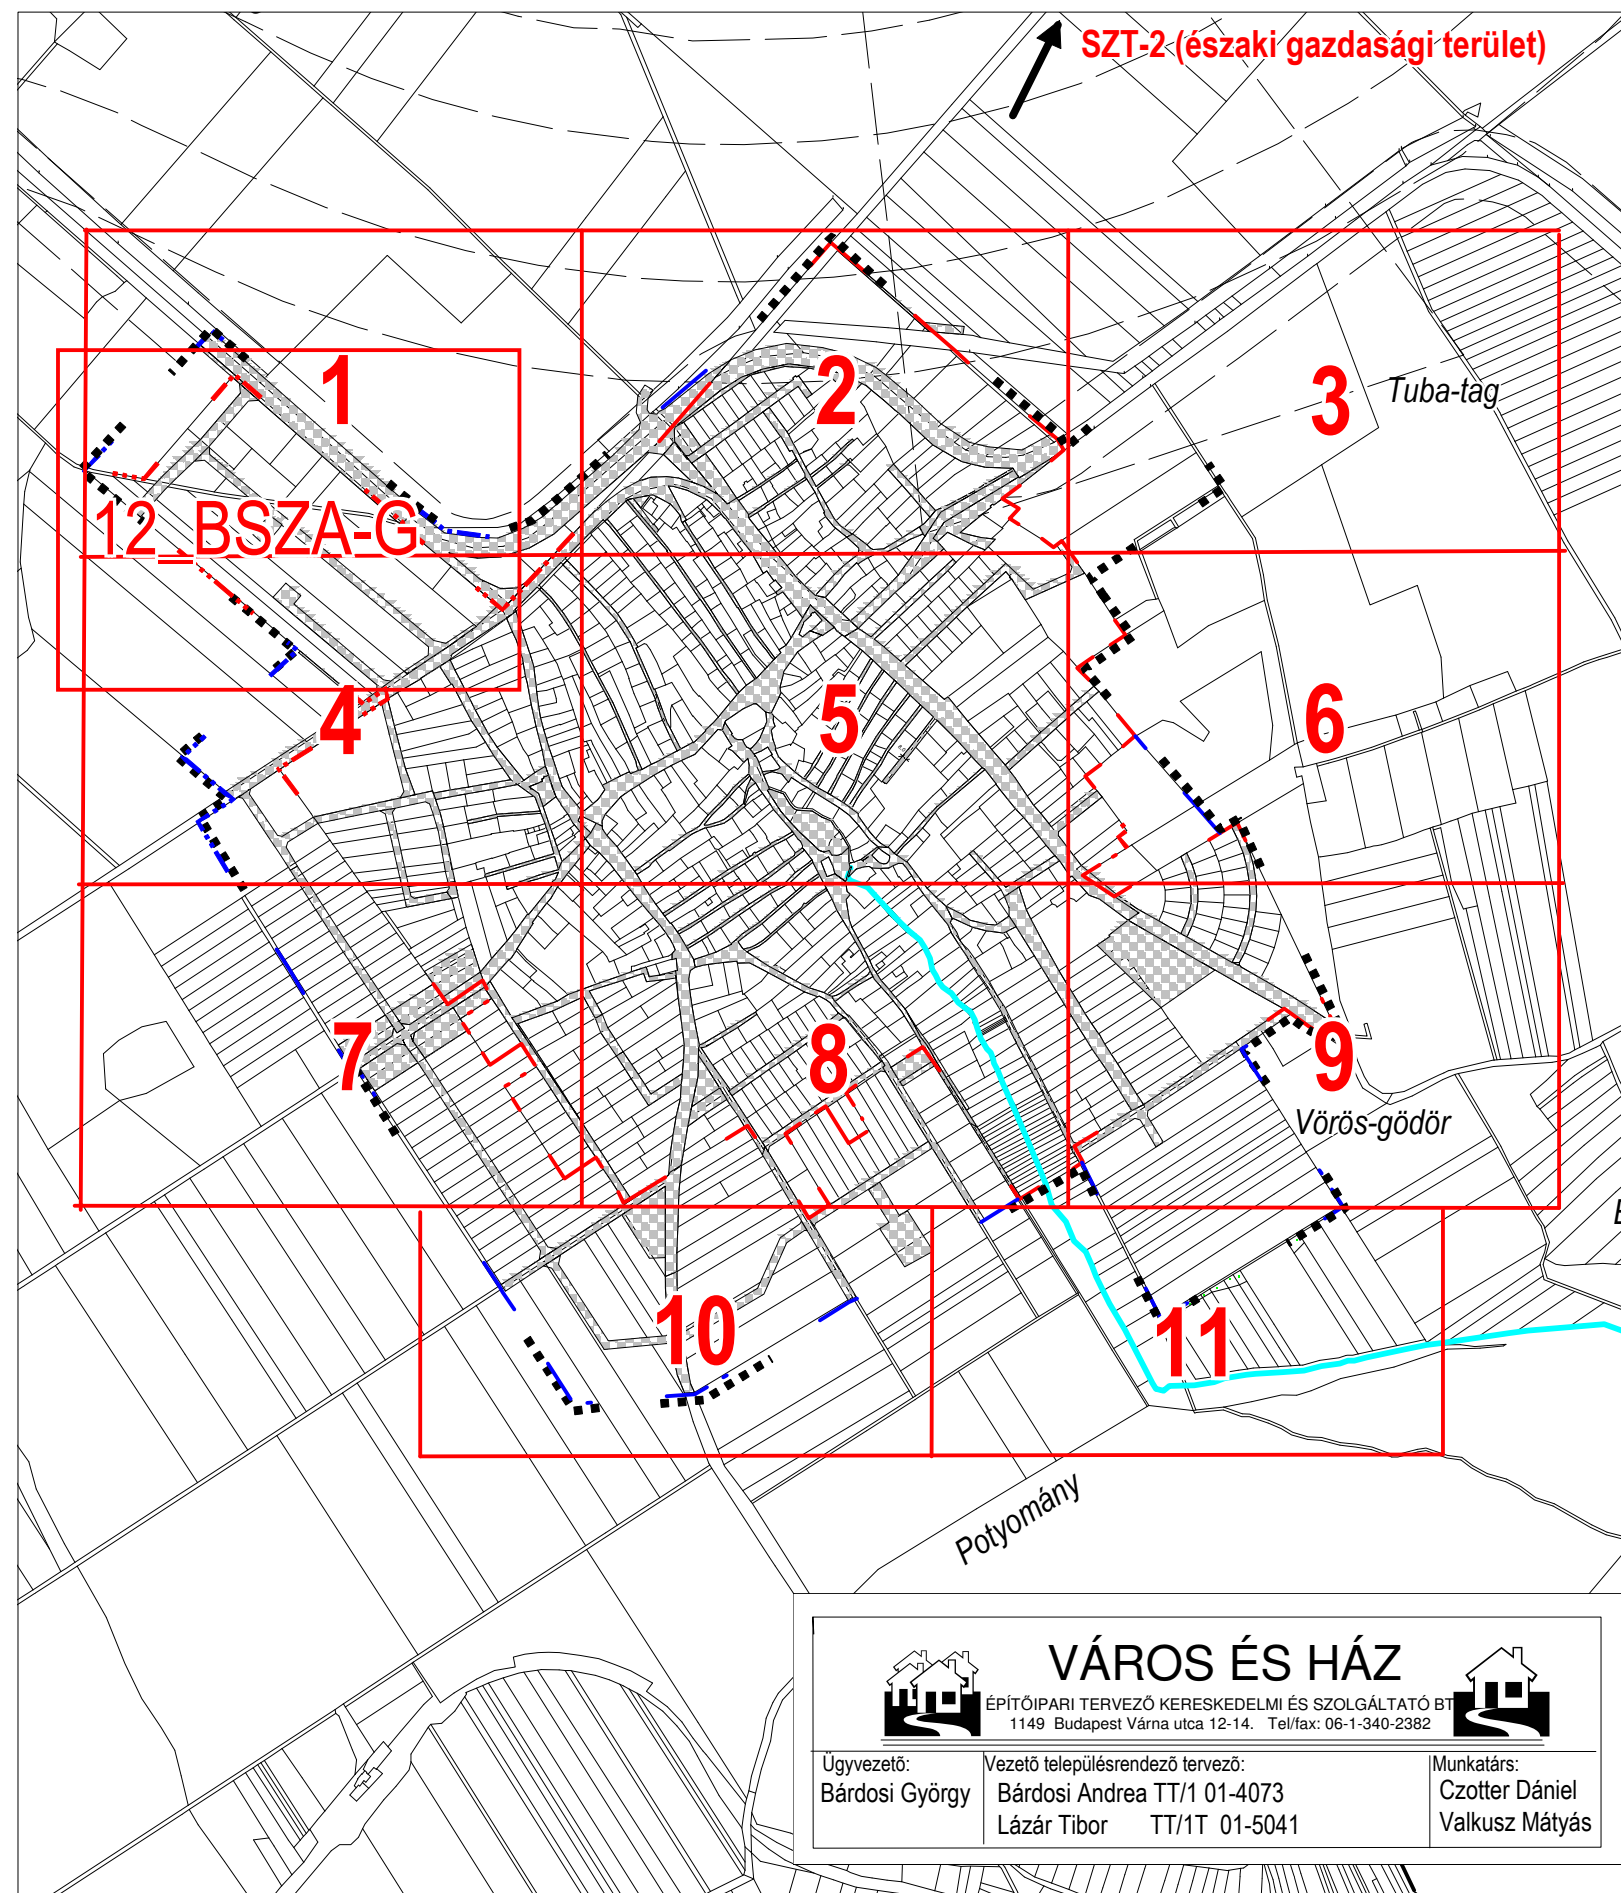 SZT-2 (északi gazdasági terület)
1
2
3
Tuba-tag
12_BSZA-G
4
5
6
7
8
9
Vörös-gödör
10
11
Potyomány
VÁROS ÉS HÁZ
ÉPÍTŐIPARI TERVEZŐ KERESKEDELMI ÉS SZOLGÁLTATÓ BT
1149 Budapest Várna utca 12-14. Tel/fax: 06-1-340-2382
Ügyvezető:
Bárdosi György
Vezető településrendező tervező:
Bárdosi Andrea TT/1 01-4073
Lázár Tibor TT/1T 01-5041
Munkatárs:
Czotter Dániel
Valkusz Mátyás